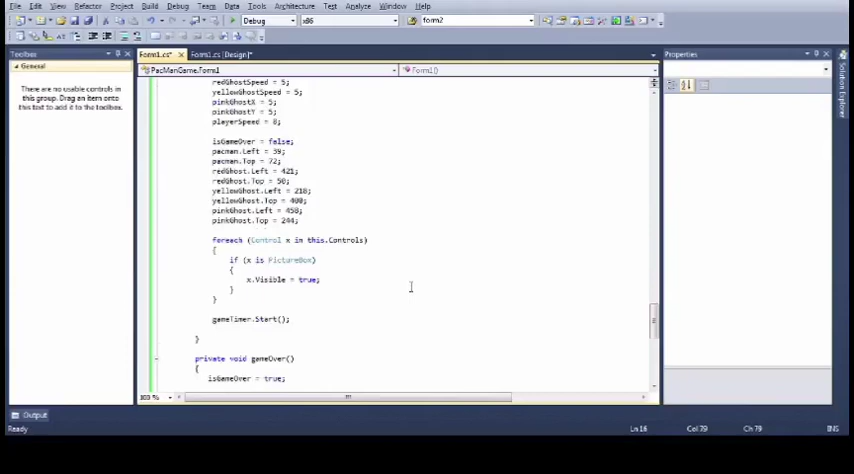 File Edit View Refactor Project Build Debug Team Data Tools Architecture Test Analyze Window Help
Debug x86 form2
Toolbox
Form1.cs* Form1.cs [Design]*
Properties
General
PacManGame.Form1 Form1()
There are no usable controls in
this group. Drag an item onto
this text to add it to the toolbox.
Solution Explorer
redGhostSpeed = 5;
yellowGhostSpeed = 5;
pinkGhostX = 5;
pinkGhostY = 5;
playerSpeed = 8;
isGameOver = false;
pacman.Left = 39;
pacman.Top = 72;
redGhost.Left = 421;
redGhost.Top = 50;
yellowGhost.Left = 218;
yellowGhost.Top = 400;
pinkGhost.Left = 458;
pinkGhost.Top = 244;
foreach (Control x in this.Controls)
{
if (x is PictureBox)
{
x.Visible = true;
}
}
gameTimer.Start();
}
private void gameOver()
{
isGameOver = true;
100 %
Output
Ready Ln 16 Col 79 Ch 79 INS